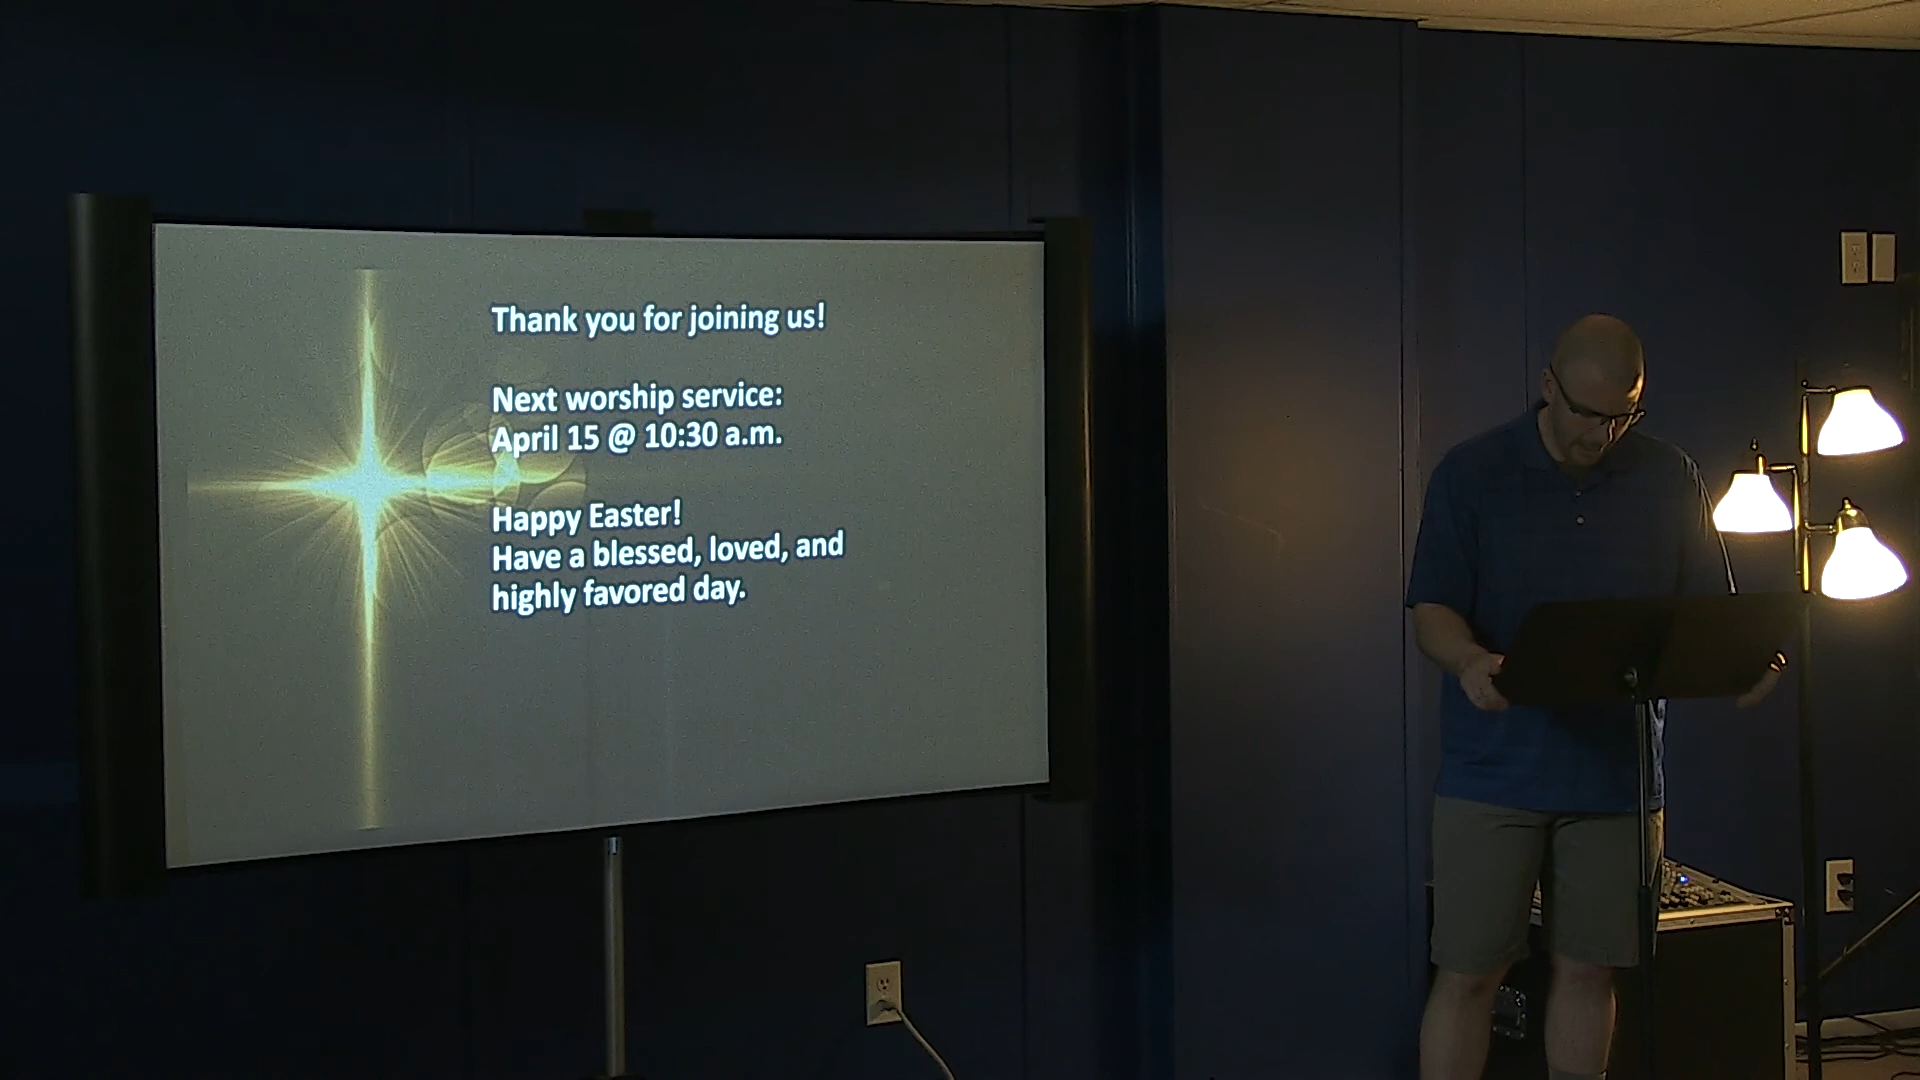 Thank you for joining us!
Next worship service:
April 15 @ 10:30 a.m.
Happy Easter!
Have a blessed, loved, and
highly favored day.